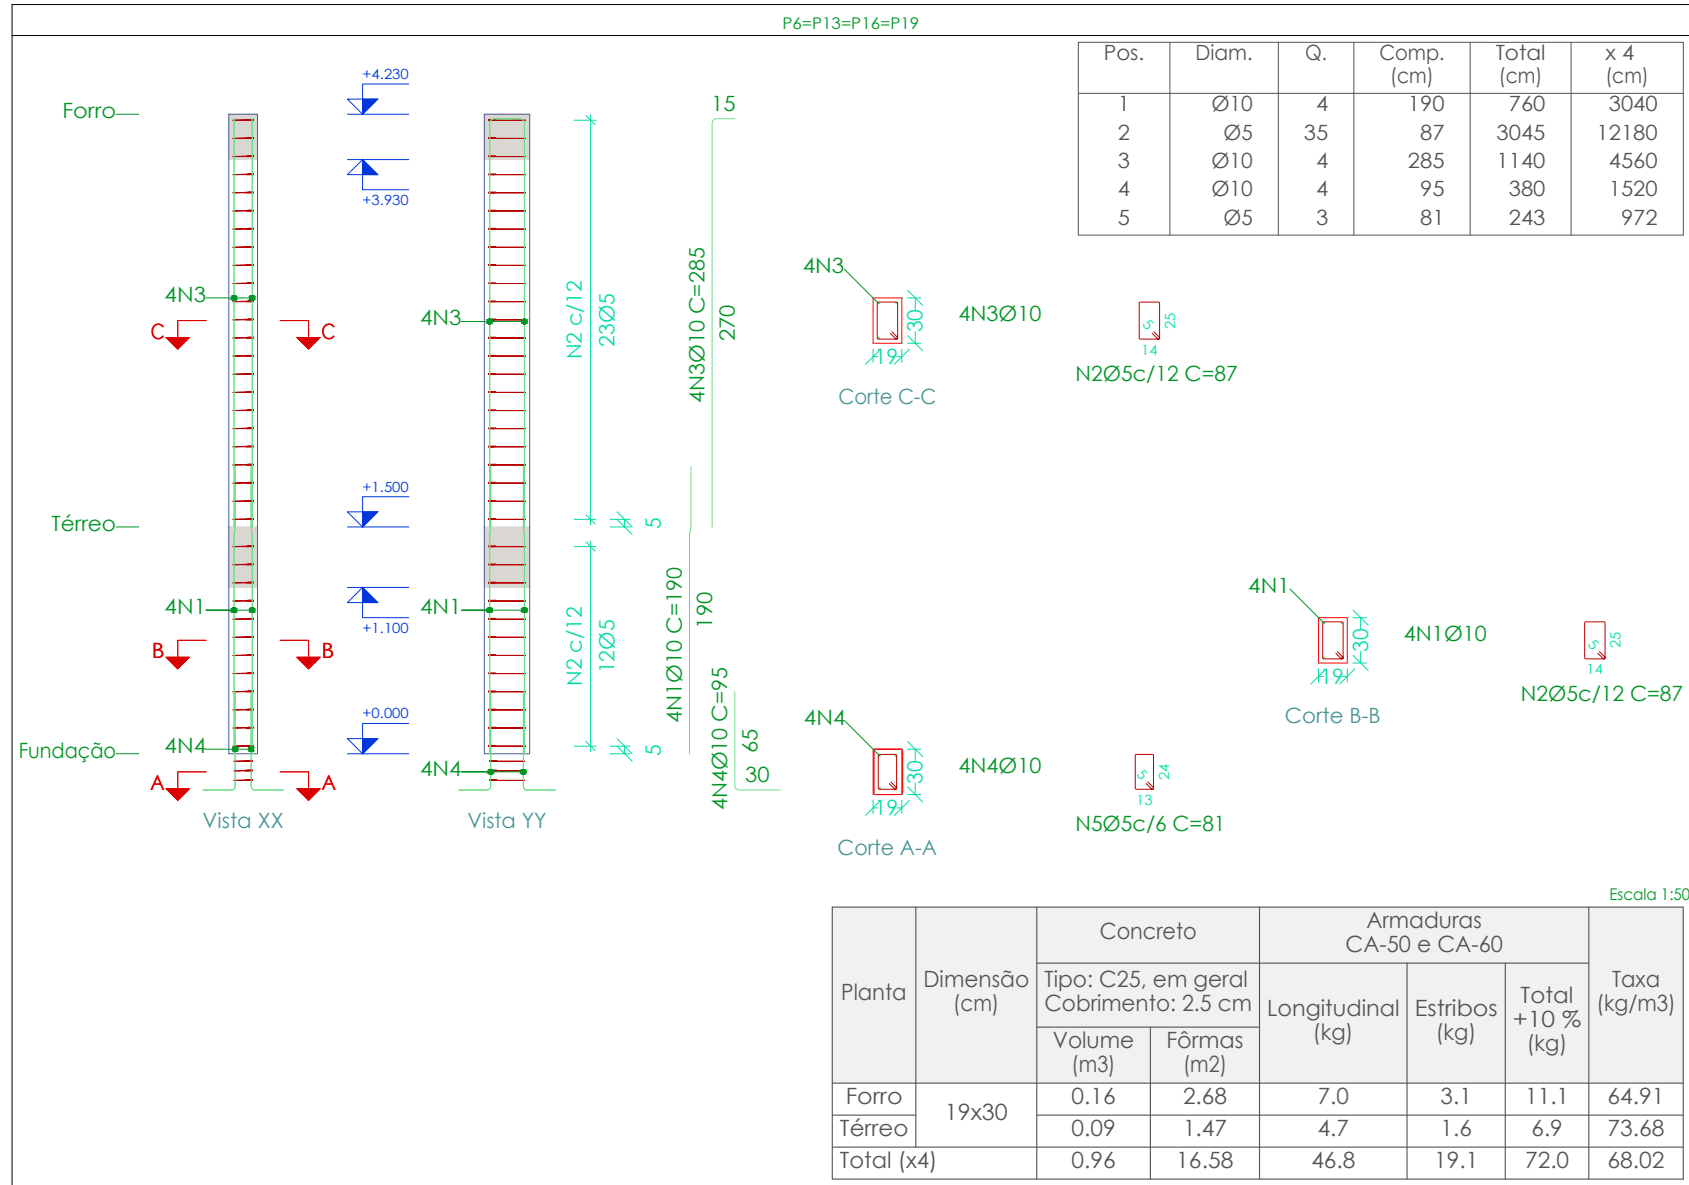 P6=P13=P16=P19
Pos. Diam. Q. Comp. (cm) Total (cm) x 4 (cm)
1 Ø10 4 190 760 3040
2 Ø5 35 87 3045 12180
3 Ø10 4 285 1140 4560
4 Ø10 4 95 380 1520
5 Ø5 3 81 243 972
Forro
+4.230
+3.930
15
4N3
4N3
C C
N2 c/12
23Ø5
4N3Ø10 C=285
270
4N3
30
19
4N3Ø10
Corte C-C
5
25
14
N2Ø5c/12 C=87
Térreo
+1.500
+1.100
5
4N1
4N1
B B
N2 c/12
12Ø5
4N1Ø10 C=190
190
4N1
30
19
4N1Ø10
Corte B-B
5
25
14
N2Ø5c/12 C=87
Fundação
+0.000
5
4N4
4N4
A A
4N4Ø10 C=95
65
30
4N4
30
19
4N4Ø10
Corte A-A
5
24
13
N5Ø5c/6 C=81
Vista XX
Vista YY
Escala 1:50
Planta
Dimensão
(cm)
Concreto
Tipo: C25, em geral
Cobrimento: 2.5 cm
Volume
(m3)
Fôrmas
(m2)
Armaduras
CA-50 e CA-60
Longitudinal
(kg)
Estribos
(kg)
Total
+10 %
(kg)
Taxa
(kg/m3)
Forro 19x30 0.16 2.68 7.0 3.1 11.1 64.91
Térreo 0.09 1.47 4.7 1.6 6.9 73.68
Total (x4) 0.96 16.58 46.8 19.1 72.0 68.02